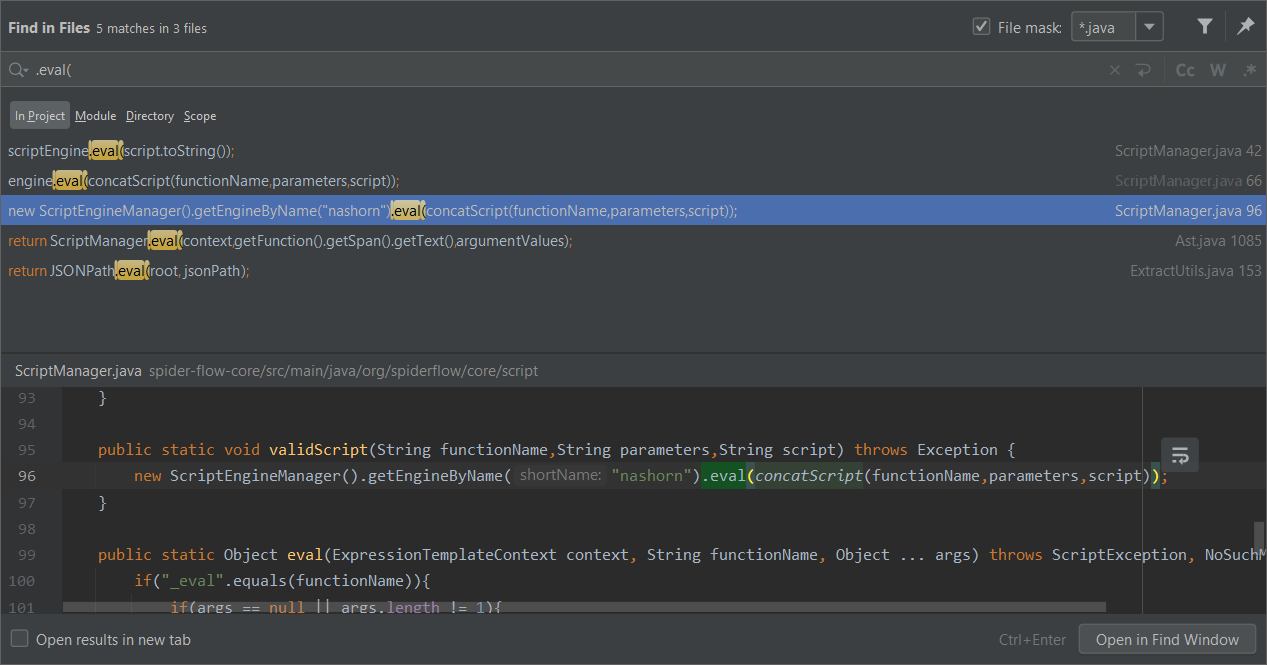 Find in Files 5 matches in 3 files File mask: *.java
.eval( Cc W .*
In Project Module Directory Scope
scriptEngine.eval(script.toString()); ScriptManager.java 42
engine.eval(concatScript(functionName,parameters,script)); ScriptManager.java 66
new ScriptEngineManager().getEngineByName("nashorn").eval(concatScript(functionName,parameters,script)); ScriptManager.java 96
return ScriptManager.eval(context,getFunction().getSpan().getText(),argumentValues); Ast.java 1085
return JSONPath.eval(root, jsonPath); ExtractUtils.java 153
ScriptManager.java spider-flow-core/src/main/java/org/spiderflow/core/script
93 }
94
95 public static void validScript(String functionName,String parameters,String script) throws Exception {
96 new ScriptEngineManager().getEngineByName( shortName: "nashorn").eval(concatScript(functionName,parameters,script));
97 }
98
99 public static Object eval(ExpressionTemplateContext context, String functionName, Object ... args) throws ScriptException, NoSuchM
100 if("_eval".equals(functionName)){
101 if(args == null || args.length != 1){
Open results in new tab Ctrl+Enter Open in Find Window